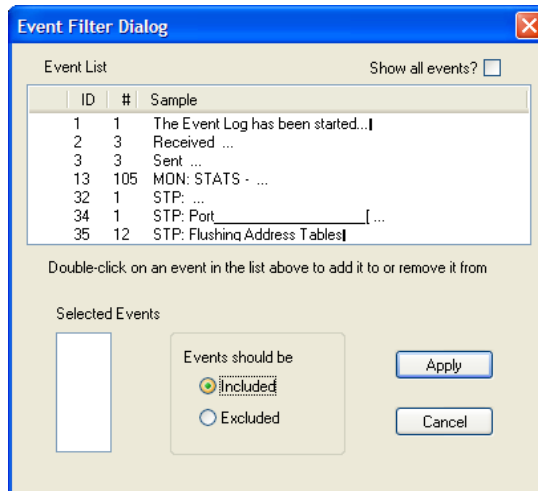 Event Filter Dialog
Event List Show all events?
ID # Sample
1 1 The Event Log has been started...
2 3 Received ...
3 3 Sent ...
13 105 MON: STATS - ...
32 1 STP: ...
34 1 STP: Port____________________[ ...
35 12 STP: Flushing Address Tables
Double-click on an event in the list above to add it to or remove it from
Selected Events
Events should be
Included
Excluded
Apply
Cancel